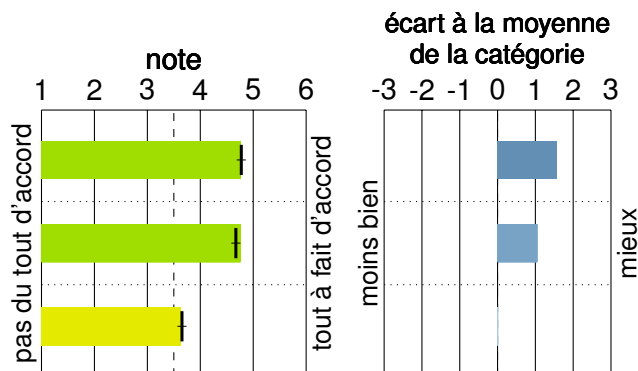 note
1 2 3 4 5 6
pas du tout d'accord
tout à fait d'accord
écart à la moyenne
de la catégorie
-3 -2 -1 0 1 2 3
moins bien
mieux